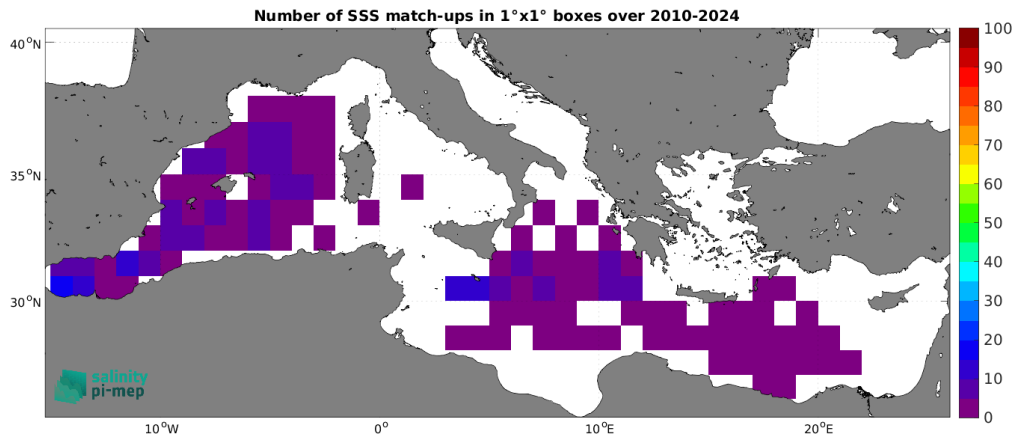 Number of SSS match-ups in 1°x1° boxes over 2010-2024
40°N
35°N
30°N
10°W
0°
10°E
20°E
100
90
80
70
60
50
40
30
20
10
0
salinity
pi-mep